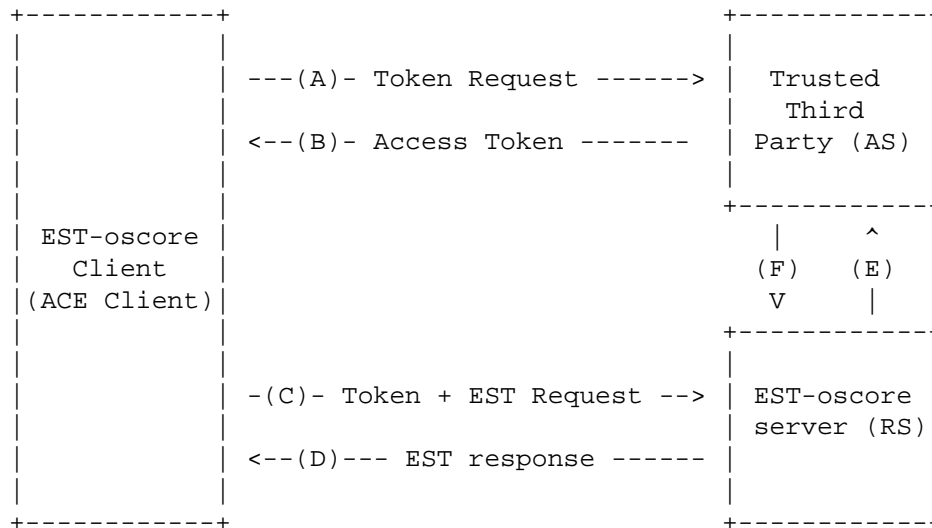 +------------+ +------------
---(A)- Token Request ------> Trusted
Third
<--(B)- Access Token ------- Party (AS)
+------------
EST-oscore | ^
Client (F) (E)
|(ACE Client)| V |
+------------
-(C)- Token + EST Request --> EST-oscore
server (RS)
<--(D)--- EST response ------
+------------+ +------------